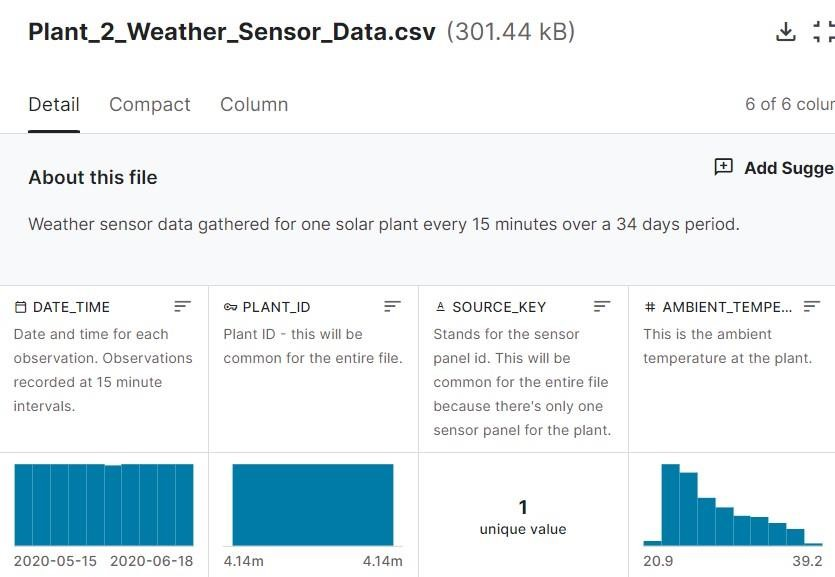 Plant_2_Weather_Sensor_Data.csv (301.44 kB)
Detail Compact Column 6 of 6 colur
About this file
Add Sugge
Weather sensor data gathered for one solar plant every 15 minutes over a 34 days period.
DATE_TIME
Date and time for each
observation. Observations
recorded at 15 minute
intervals.
2020-05-15 2020-06-18
PLANT_ID
Plant ID - this will be
common for the entire file.
4.14m 4.14m
A SOURCE_KEY
Stands for the sensor
panel id. This will be
common for the entire file
because there's only one
sensor panel for the plant.
1
unique value
# AMBIENT_TEMPE...
This is the ambient
temperature at the plant.
20.9 39.2